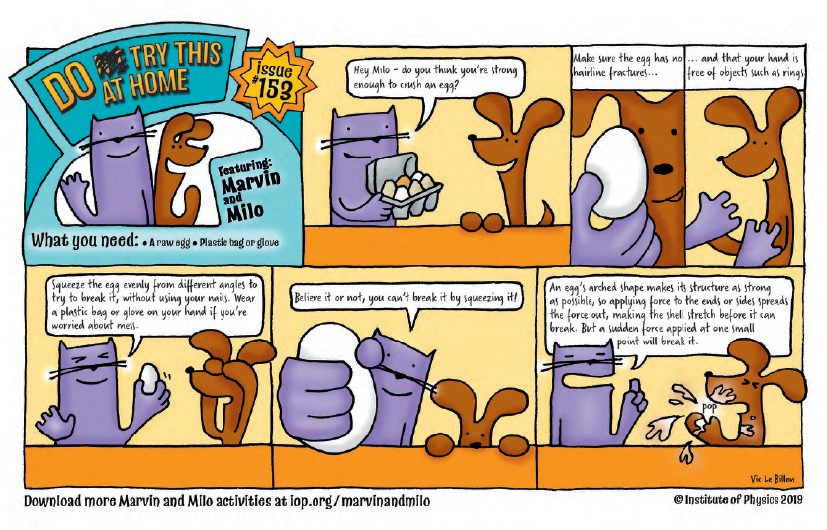 DO NOT TRY THIS
AT HOME
issue
#153
Featuring:
Marvin
and
Milo
What you need: • A raw egg • Plastic bag or glove
Hey Milo – do you think you're strong
enough to crush an egg?
Make sure the egg has no
hairline fractures...
... and that your hand is
free of objects such as rings
Squeeze the egg evenly from different angles to
try to break it, without using your nails. Wear
a plastic bag or glove on your hand if you're
worried about mess.
Believe it or not, you can't break it by squeezing it!
An egg's arched shape makes its structure as strong
as possible, so applying force to the ends or sides spreads
the force out, making the shell stretch before it can
break. But a sudden force applied at one small
point will break it.
pop
Vic Le Billon
Download more Marvin and Milo activities at iop.org/marvinandmilo
© Institute of Physics 2019